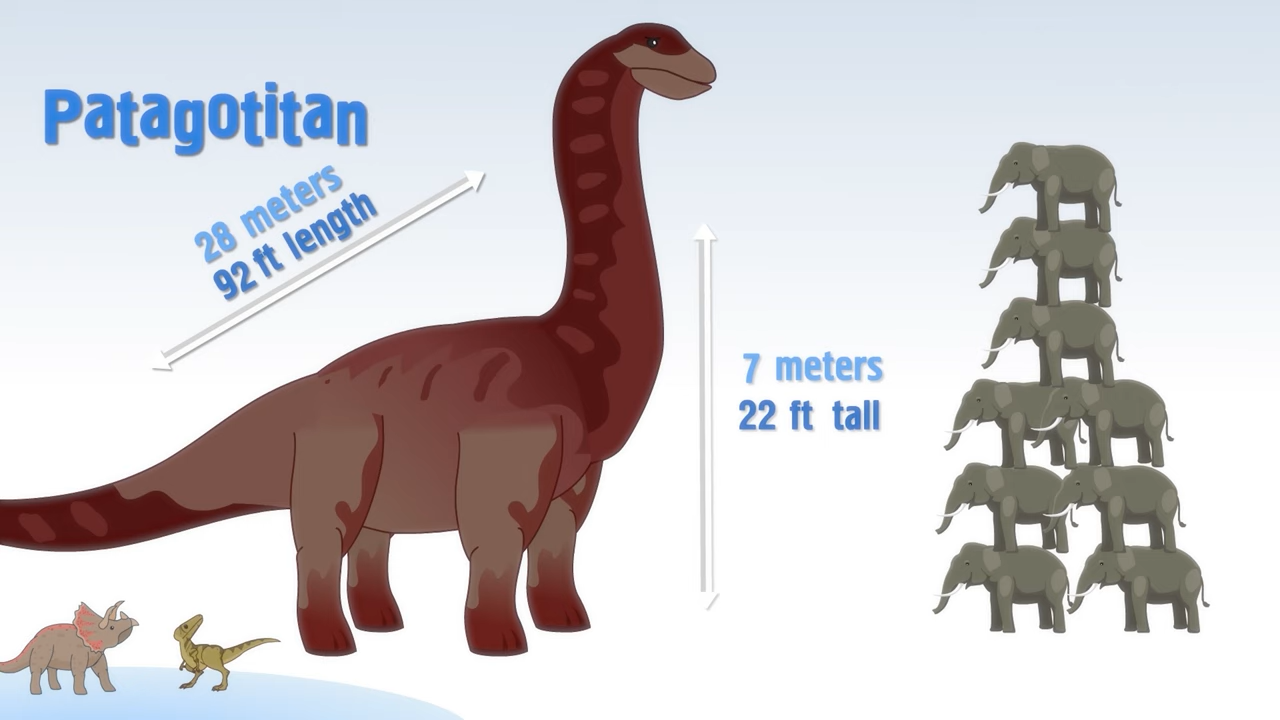 Patagotitan
28 meters
92 ft length
7 meters
22 ft tall